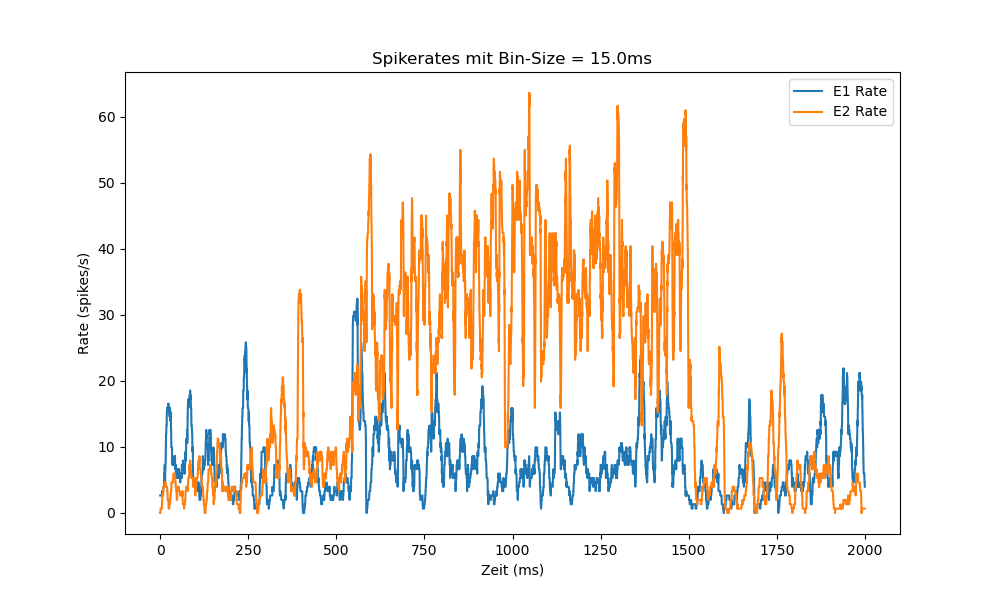 Spikerates mit Bin-Size = 15.0ms
E1 Rate
E2 Rate
60
50
40
30
20
10
0
Rate (spikes/s)
0 250 500 750 1000 1250 1500 1750 2000
Zeit (ms)